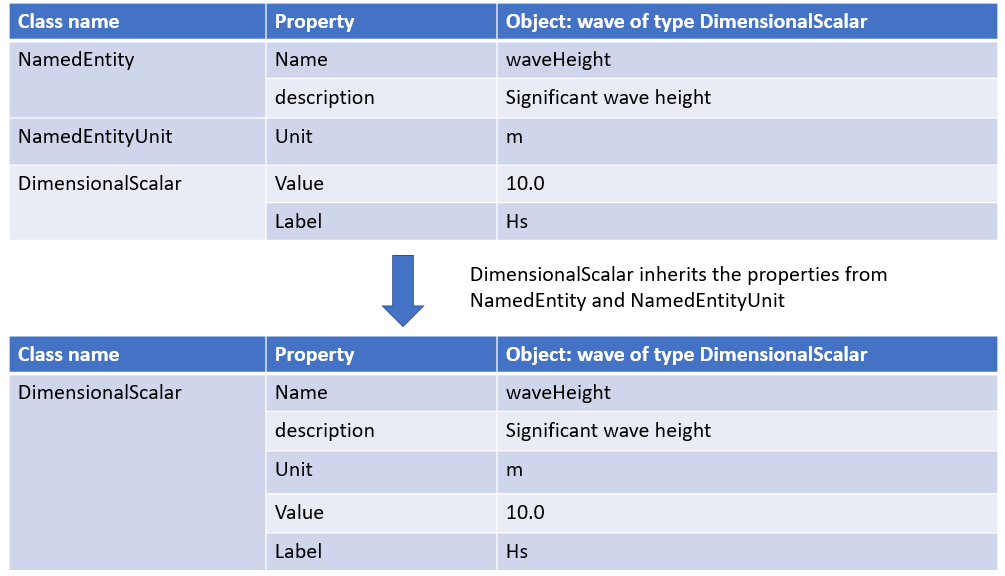 Class name Property Object: wave of type DimensionalScalar
NamedEntity Name waveHeight
description Significant wave height
NamedEntityUnit Unit m
DimensionalScalar Value 10.0
Label Hs
DimensionalScalar inherits the properties from
NamedEntity and NamedEntityUnit
Class name Property Object: wave of type DimensionalScalar
DimensionalScalar Name waveHeight
description Significant wave height
Unit m
Value 10.0
Label Hs